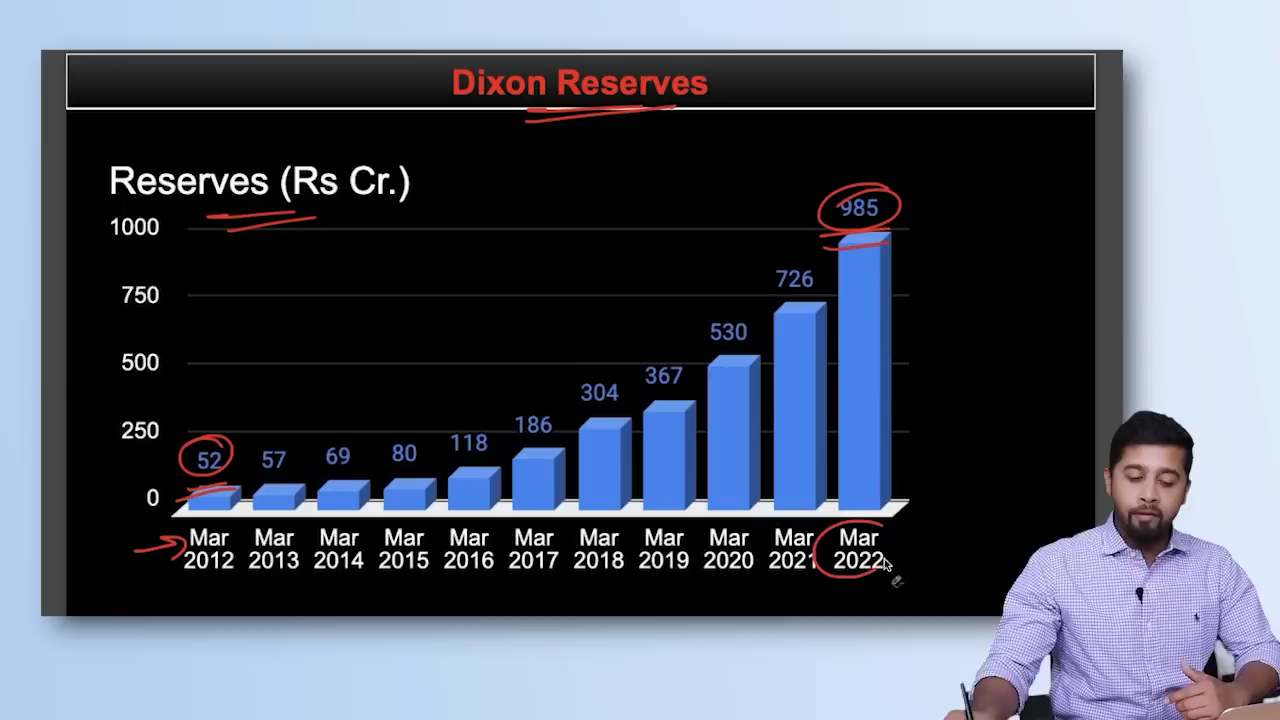 Dixon Reserves
Reserves (Rs Cr.)
1000
750
500
250
0
52
57
69
80
118
186
304
367
530
726
985
Mar 2012
Mar 2013
Mar 2014
Mar 2015
Mar 2016
Mar 2017
Mar 2018
Mar 2019
Mar 2020
Mar 2021
Mar 2022